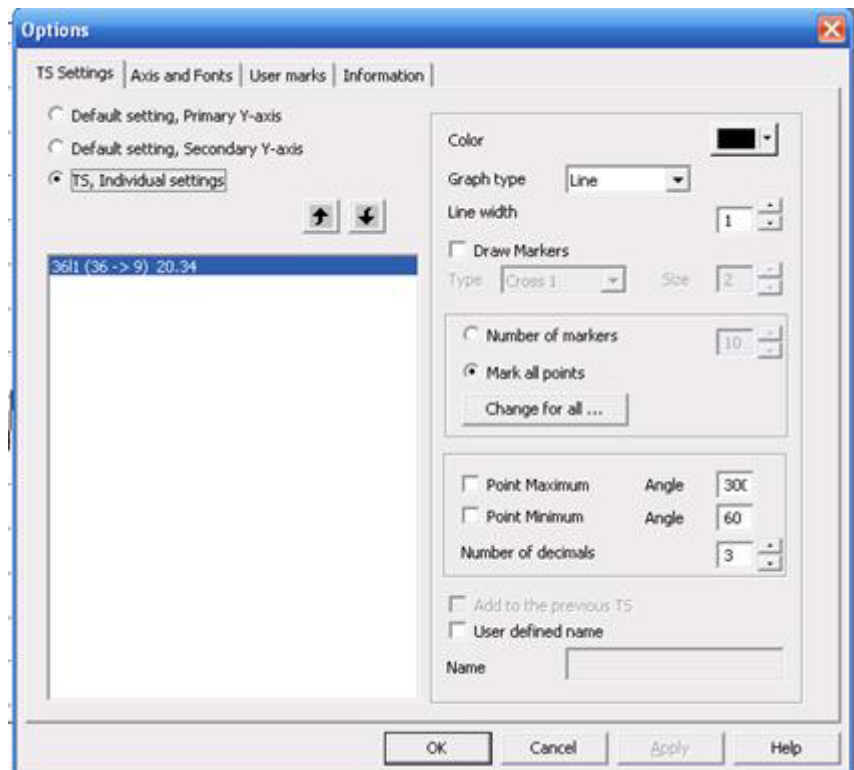 Options
TS Settings Axis and Fonts User marks Information
Default setting, Primary Y-axis
Default setting, Secondary Y-axis
TS, Individual settings
36l1 (36 -> 9) 20.34
Color
Graph type Line
Line width 1
Draw Markers
Type Cross 1 Size 2
Number of markers 10
Mark all points
Change for all ...
Point Maximum Angle 300
Point Minimum Angle 60
Number of decimals 3
Add to the previous TS
User defined name
Name
OK Cancel Apply Help